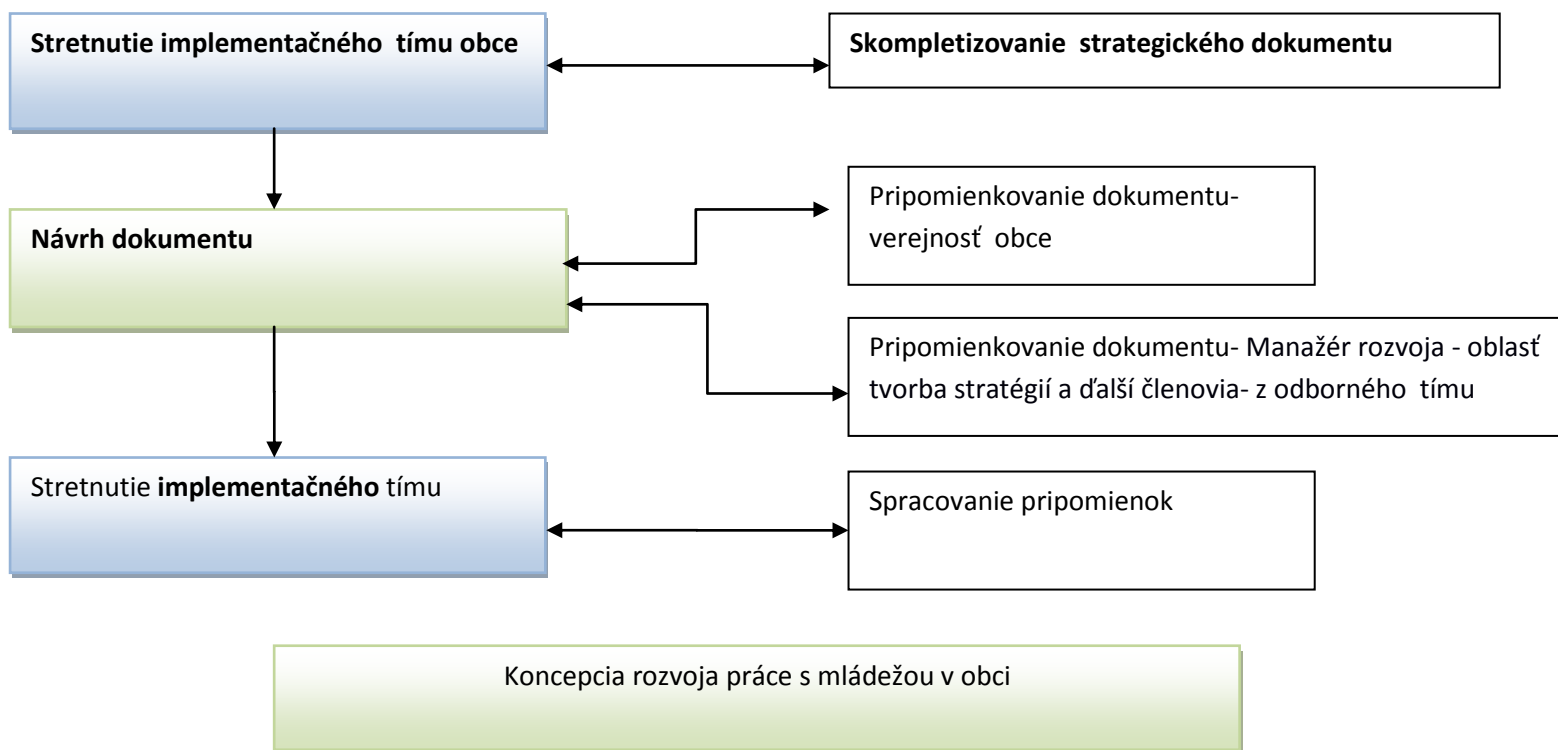 Stretnutie implementačného tímu obce
Skompletizovanie strategického dokumentu
Návrh dokumentu
Pripomienkovanie dokumentu-
verejnosť obce
Pripomienkovanie dokumentu- Manažér rozvoja - oblasť
tvorba stratégií a ďalší členovia- z odborného tímu
Stretnutie implementačného tímu
Spracovanie pripomienok
Koncepcia rozvoja práce s mládežou v obci